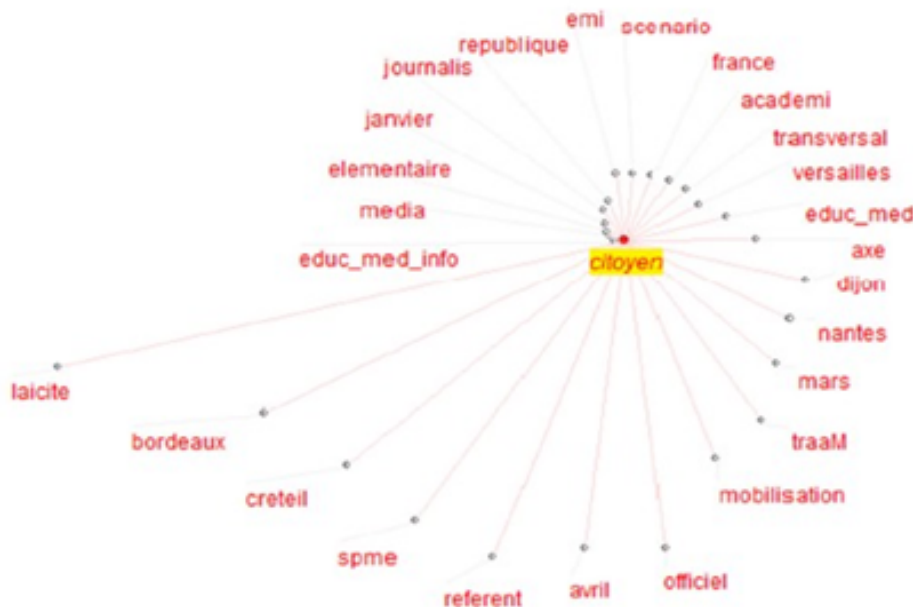 emi
scenario
republique
france
journalis
academi
janvier
transversal
elementaire
versailles
media
educ_med
educ_med_info
citoyen
axe
dijon
nantes
mars
laicite
bordeaux
traaM
creteil
mobilisation
spme
referent
avril
officiel